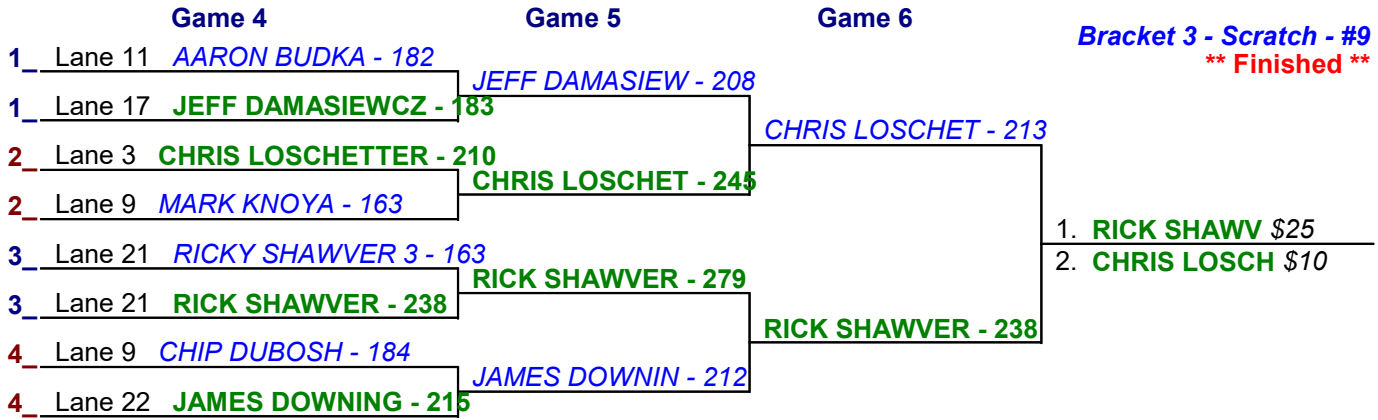 Game 4 Game 5 Game 6
Bracket 3 - Scratch - #9
** Finished **
1_ Lane 11 AARON BUDKA - 182
JEFF DAMASIEW - 208
1_ Lane 17 JEFF DAMASIEWCZ - 183
CHRIS LOSCHET - 213
2_ Lane 3 CHRIS LOSCHETTER - 210
CHRIS LOSCHET - 245
2_ Lane 9 MARK KNOYA - 163
1. RICK SHAWV $25
3_ Lane 21 RICKY SHAWVER 3 - 163
2. CHRIS LOSCH $10
RICK SHAWVER - 279
3_ Lane 21 RICK SHAWVER - 238
RICK SHAWVER - 238
4_ Lane 9 CHIP DUBOSH - 184
JAMES DOWNIN - 212
4_ Lane 22 JAMES DOWNING - 215